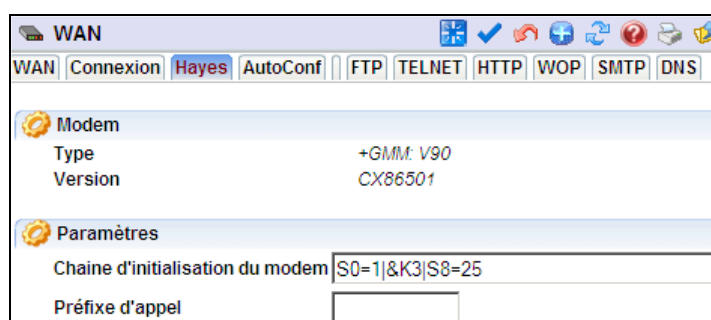 WAN
WAN Connexion Hayes AutoConf FTP TELNET HTTP WOP SMTP DNS
Modem
Type +GMM: V90
Version CX86501
Paramètres
Chaine d'initialisation du modem S0=1|&K3|S8=25
Préfixe d'appel